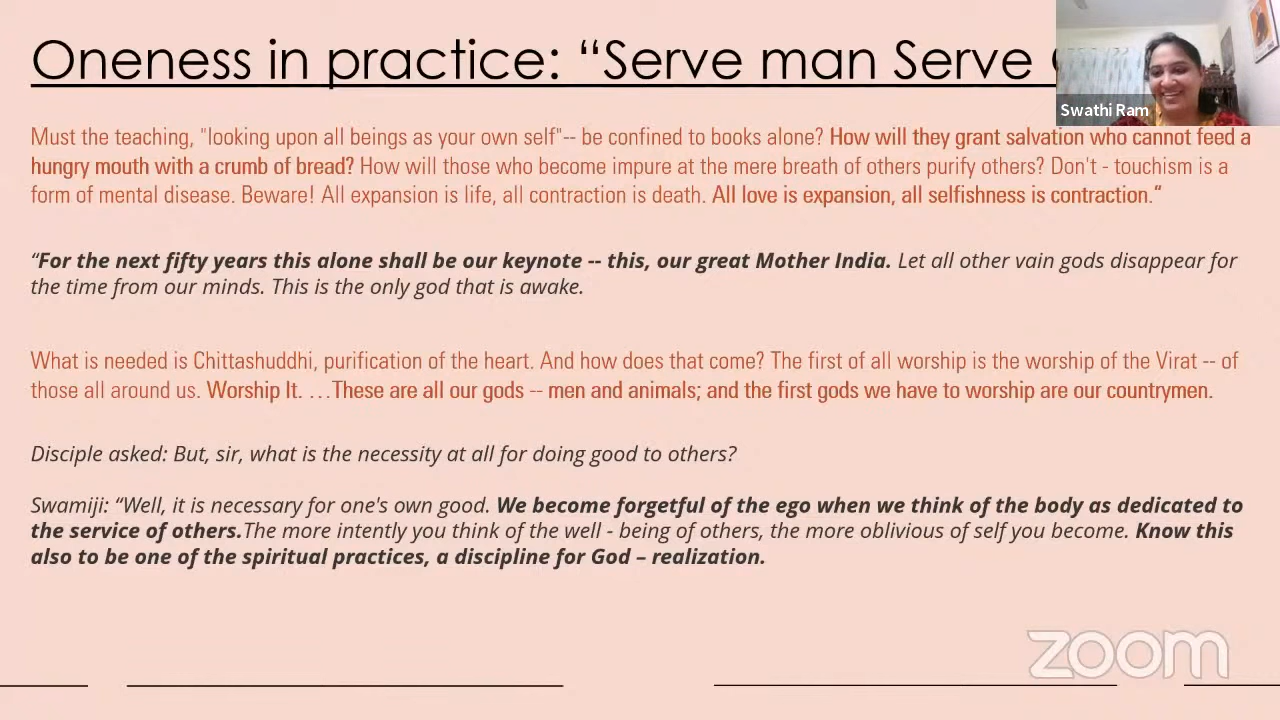 Oneness in practice: “Serve man Serve
Swathi Ram
Must the teaching, "looking upon all beings as your own self"-- be confined to books alone? How will they grant salvation who cannot feed a
hungry mouth with a crumb of bread? How will those who become impure at the mere breath of others purify others? Don't - touchism is a
form of mental disease. Beware! All expansion is life, all contraction is death. All love is expansion, all selfishness is contraction.“
“For the next fifty years this alone shall be our keynote -- this, our great Mother India. Let all other vain gods disappear for
the time from our minds. This is the only god that is awake.
What is needed is Chittashuddhi, purification of the heart. And how does that come? The first of all worship is the worship of the Virat -- of
those all around us. Worship It. …These are all our gods -- men and animals; and the first gods we have to worship are our countrymen.
Disciple asked: But, sir, what is the necessity at all for doing good to others?
Swamiji: “Well, it is necessary for one's own good. We become forgetful of the ego when we think of the body as dedicated to
the service of others.The more intently you think of the well - being of others, the more oblivious of self you become. Know this
also to be one of the spiritual practices, a discipline for God – realization.
zoom